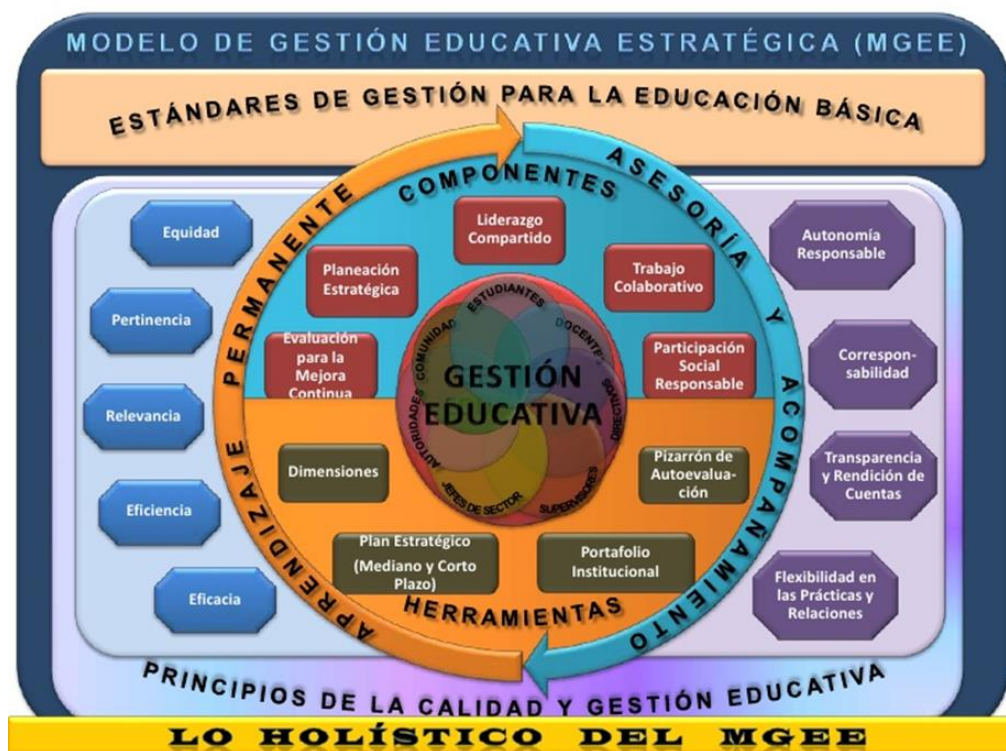 MODELO DE GESTIÓN EDUCATIVA ESTRATÉGICA (MGEE)
ESTÁNDARES DE GESTIÓN PARA LA EDUCACIÓN BÁSICA
APRENDIZAJE PERMANENTE
ASESORÍA Y ACOMPAÑAMIENTO
COMPONENTES
Liderazgo
Compartido
Planeación
Estratégica
Trabajo
Colaborativo
Evaluación
para la
Mejora
Continua
Participación
Social
Responsable
Equidad
Pertinencia
Relevancia
Eficiencia
Eficacia
Autonomía
Responsable
Correspon-
sabilidad
Transparencia
y Rendición de
Cuentas
Flexibilidad en
las Prácticas y
Relaciones
GESTIÓN
EDUCATIVA
ESTUDIANTES
DOCENTES
DIRECTIVOS
SUPERVISORES
JEFES DE SECTOR
AUTORIDADES
COMUNIDAD
Dimensiones
Pizarrón de
Autoevalua-
ción
Plan Estratégico
(Mediano y Corto
Plazo)
Portafolio
Institucional
HERRAMIENTAS
PRINCIPIOS DE LA CALIDAD Y GESTIÓN EDUCATIVA
LO HOLÍSTICO DEL MGEE